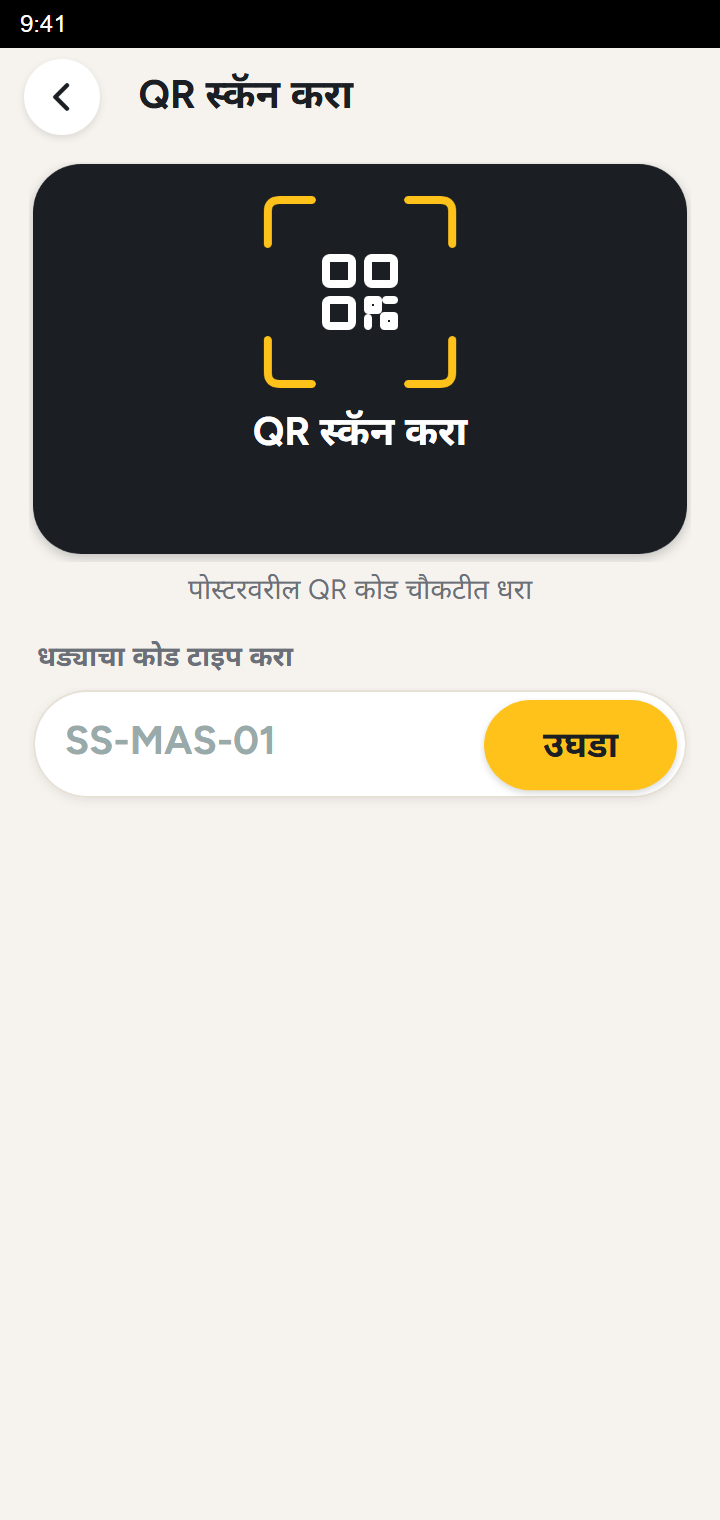 9:41
QR स्कॅन करा
QR स्कॅन करा
पोस्टरवरील QR कोड चौकटीत धरा
धड्याचा कोड टाइप करा
SS-MAS-01
उघडा